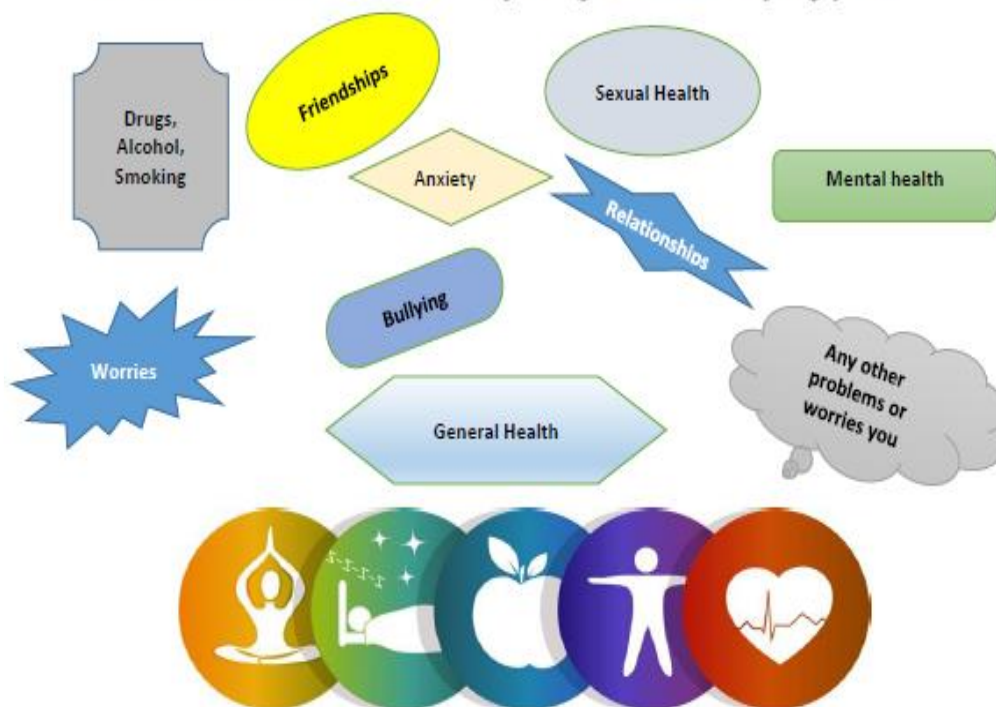 Friendships
Sexual Health
Drugs,
Alcohol,
Smoking
Anxiety
Mental health
Relationships
Bullying
Worries
Any other
problems or
worries you
General Health